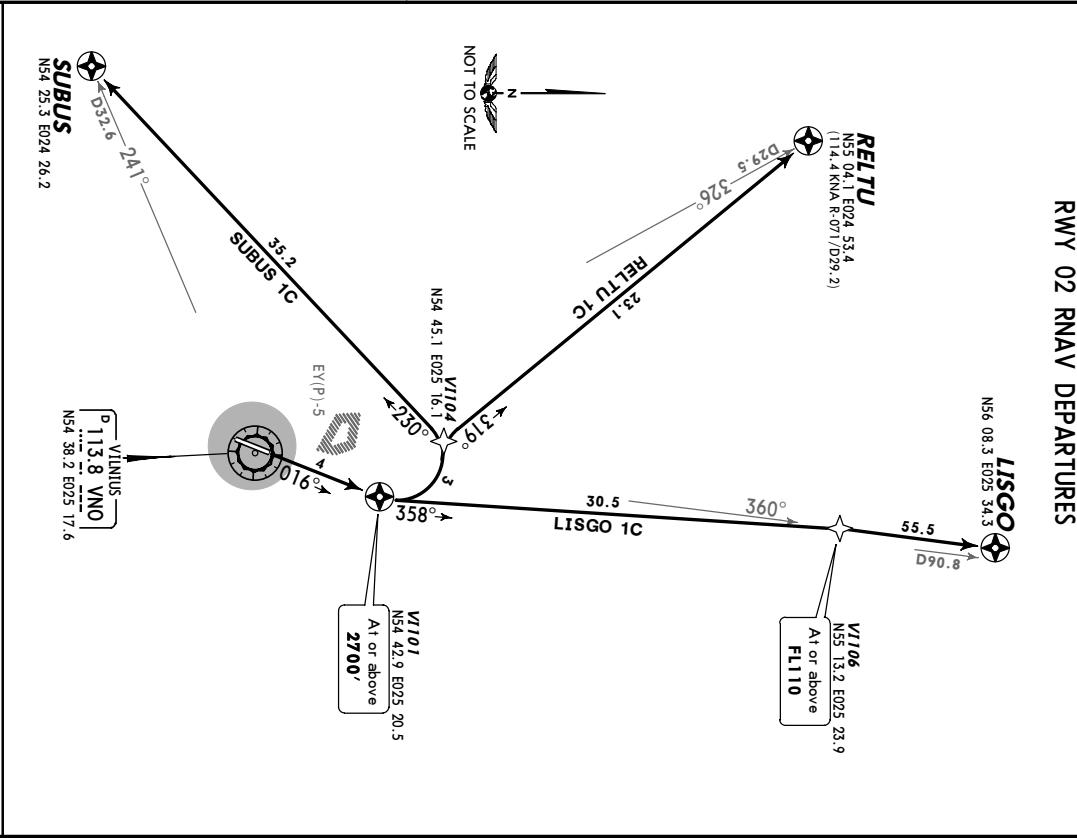 RWY 02 RNAV DEPARTURES
LISGO
N56 08.3 E025 34.3
55.5
D90.8
RELTU
N55 04.1 E024 53.4
(114.4 KNA R-071/D29.2)
D29.5
326°
360°
VI106
N55 13.2 E025 23.9
At or above
FL110
30.5
LISGO 1C
RELTU 1C
23.1
N
NOT TO SCALE
319°
VI104
N54 45.1 E025 16.1
230°
3
358°
VI101
N54 42.9 E025 20.5
At or above
2700'
EY(P)-5
4
016°
35.2
SUBUS 1C
SUBUS
N54 25.3 E024 26.2
D32.6
241°
VILNIUS
D 113.8 VNO
N54 38.2 E025 17.6